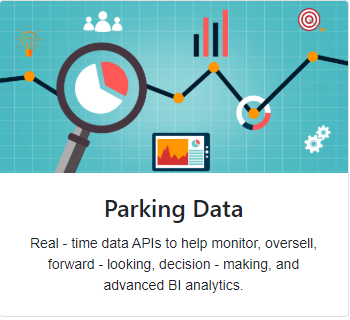 Parking Data
Real - time data APIs to help monitor, oversell,
forward - looking, decision - making, and
advanced BI analytics.